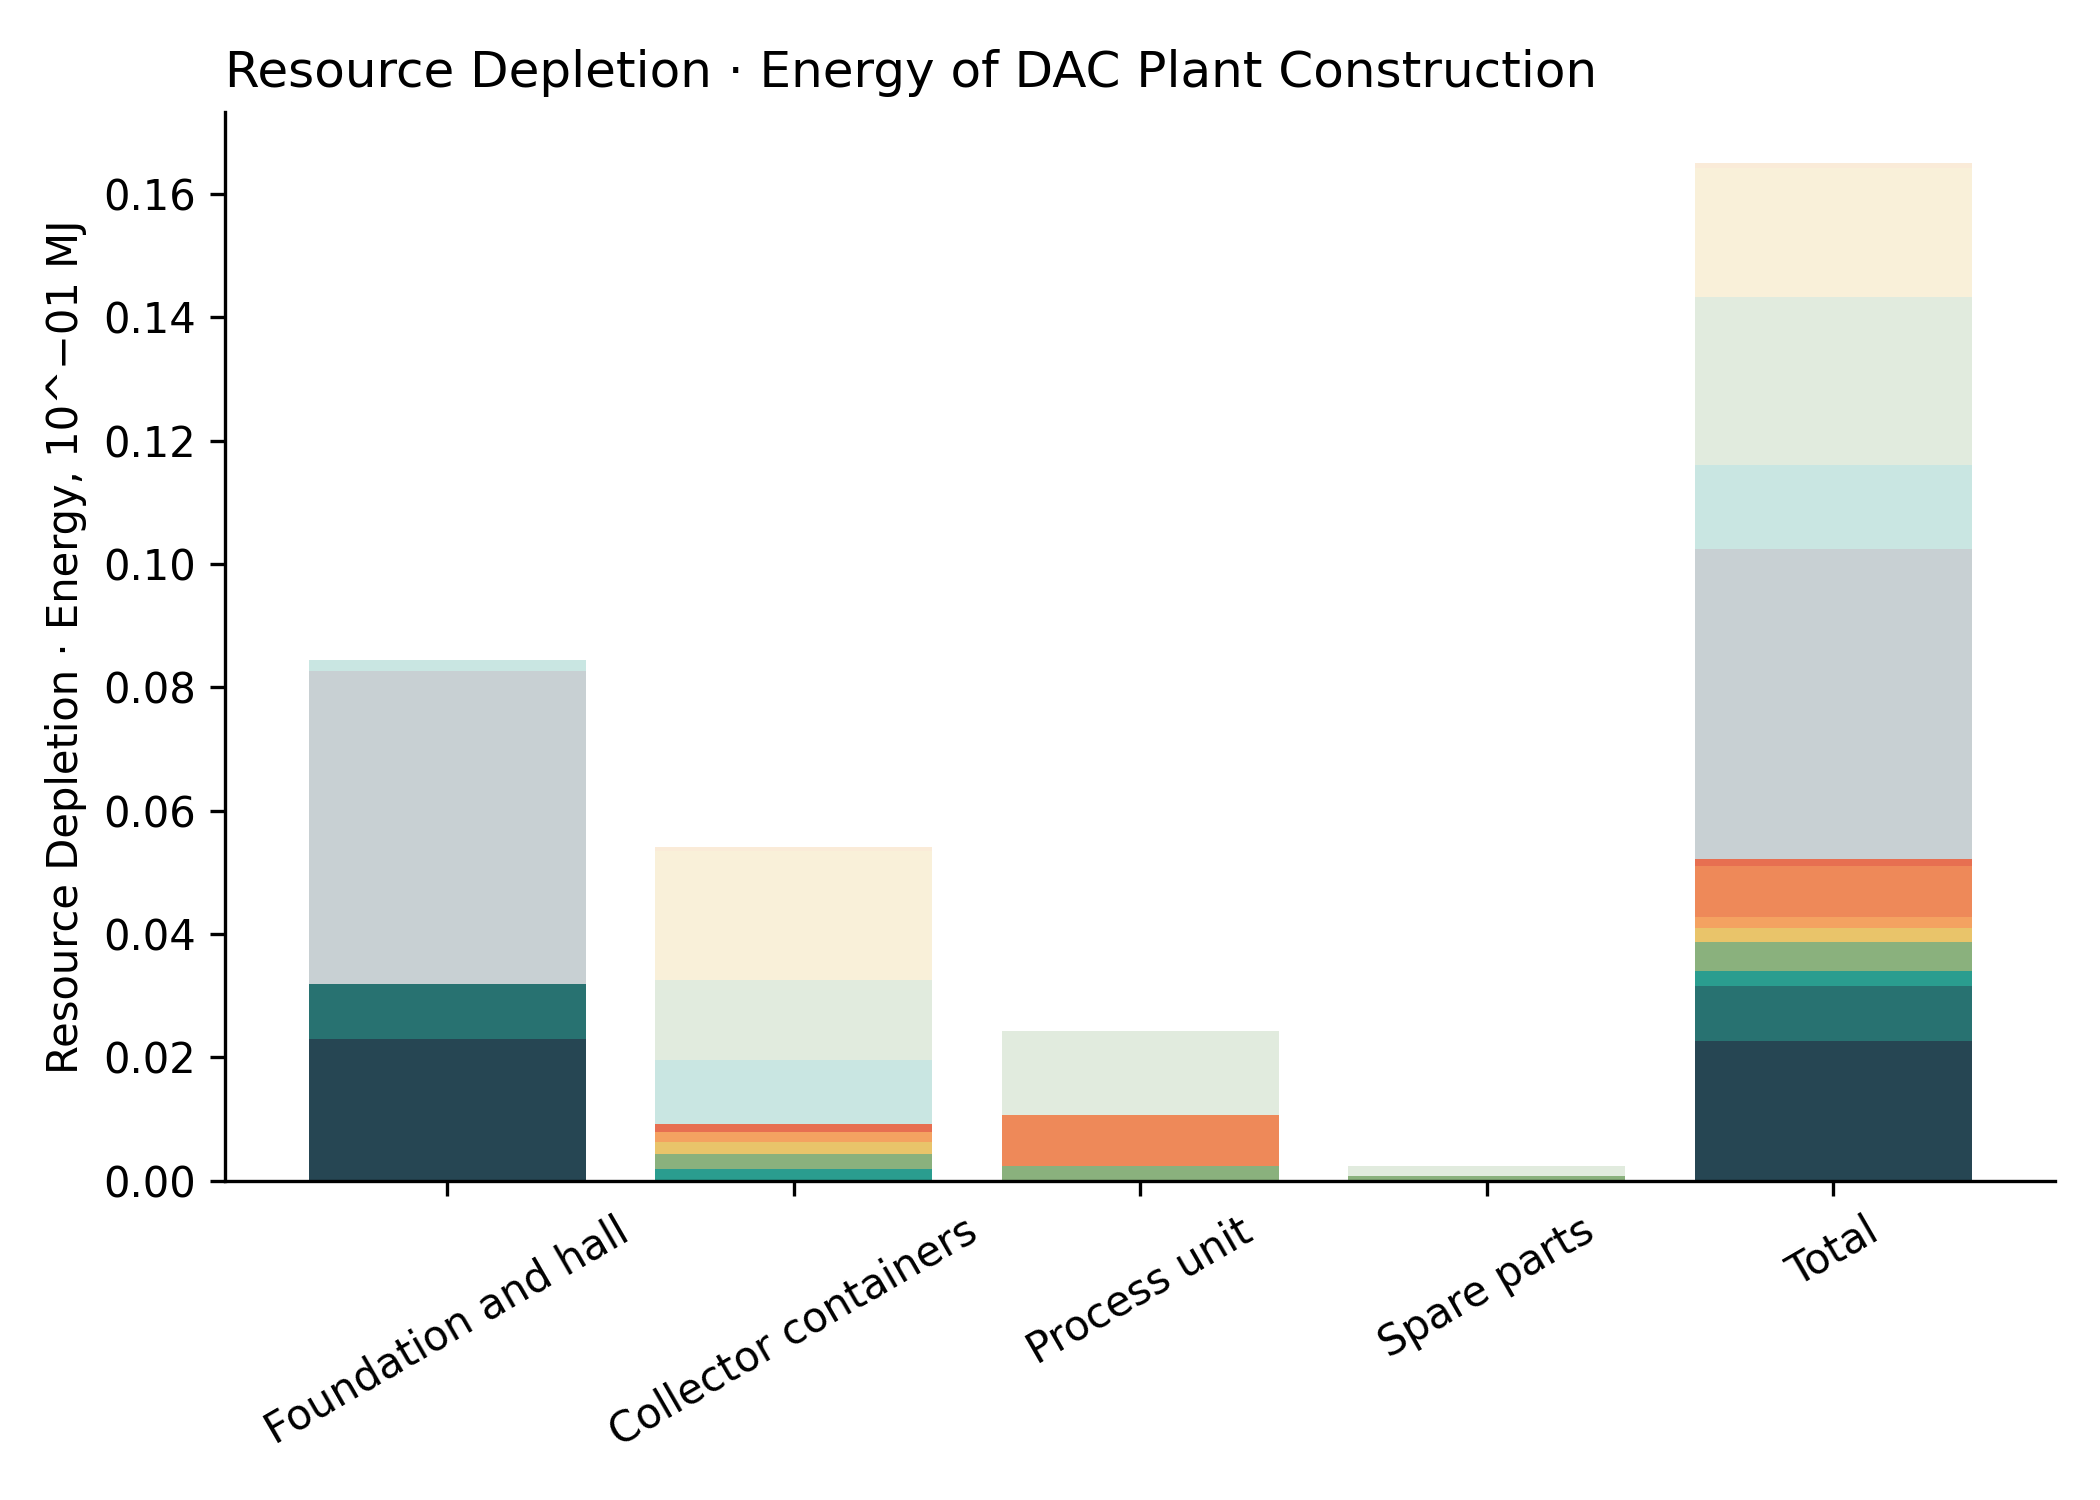 Resource Depletion · Energy of DAC Plant Construction
Resource Depletion · Energy, 10^−01 MJ
0.16
0.14
0.12
0.10
0.08
0.06
0.04
0.02
0.00
Foundation and hall
Collector containers
Process unit
Spare parts
Total